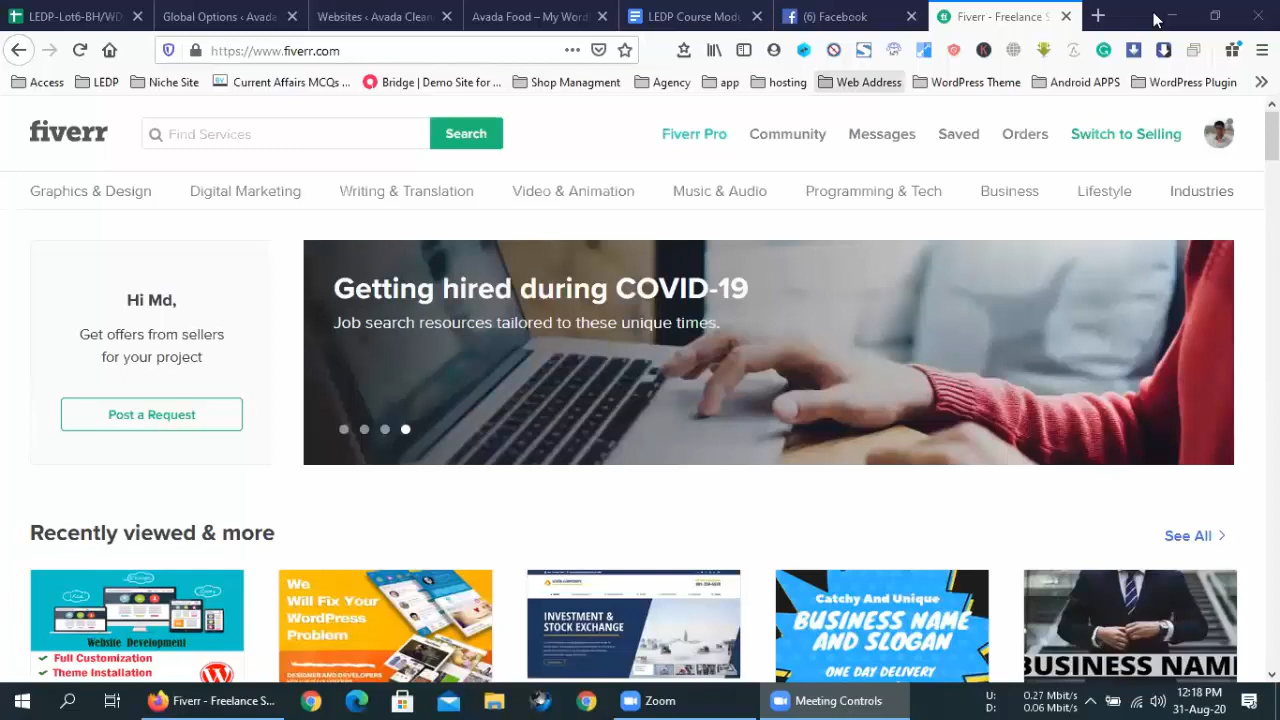 LEDP-Lot6-BH/WD
Global Options ‹ Avada
Websites ‹ Avada Clean
Avada Food – My Word
LEDP Course Modu
(6) Facebook
Fiverr - Freelance S
https://www.fiverr.com
Access
LEDP
Niche Site
Current Affairs MCQs ...
Bridge | Demo Site for ...
Shop Managment
Agency
app
hosting
Web Address
WordPress Theme
Android APPS
WordPress Plugin
fiverr
Find Services
Search
Fiverr Pro
Community
Messages
Saved
Orders
Switch to Selling
Graphics & Design
Digital Marketing
Writing & Translation
Video & Animation
Music & Audio
Programming & Tech
Business
Lifestyle
Industries
Hi Md,
Get offers from sellers
for your project
Post a Request
Getting hired during COVID-19
Job search resources tailored to these unique times.
Recently viewed & more
See All
Website Development
Full Customization
Theme Installation
We
Will Fix Your
WordPress
Problem
DESIGNER AND DEVELOPERS
INVESTMENT &
STOCK EXCHANGE
Catchy And Unique
BUSINESS NAME
AND SLOGAN
ONE DAY DELIVERY
BUSINESS NAME
Fiverr - Freelance S...
Zoom
Meeting Controls
U: 0.27 Mbit/s
D: 0.06 Mbit/s
12:18 PM
31-Aug-20